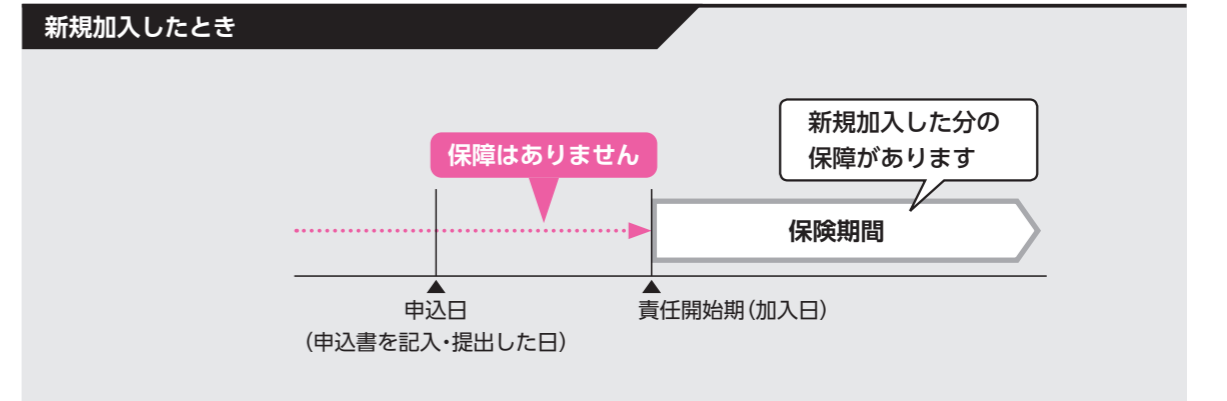 新規加入したとき
新規加入した分の
保障があります
保障はありません
保険期間
申込日
(申込書を記入・提出した日)
責任開始期(加入日)